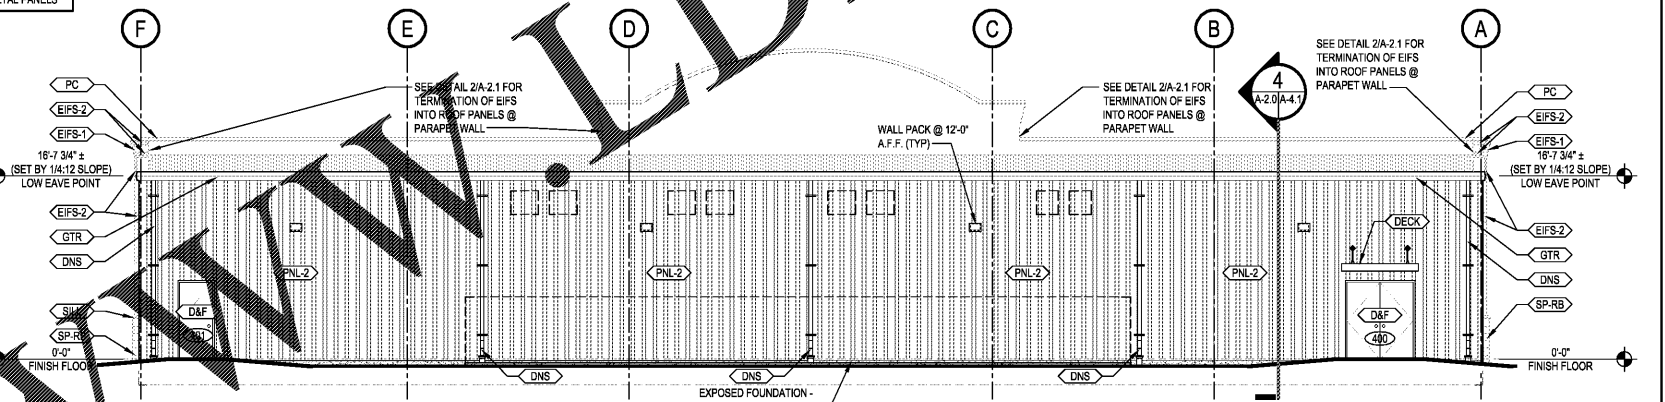 F
E
D
C
B
A
PC
EIFS-2
EIFS-1
16'-7 3/4" ±
(SET BY 1/4:12 SLOPE)
LOW EAVE POINT
EIFS-2
GTR
DNS
SP-RB
0'-0"
FINISH FLOOR
SEE DETAIL 2/A-2.1 FOR
TERMINATION OF EIFS
INTO ROOF PANELS @
PARAPET WALL
WALL PACK @ 12'-0"
A.F.F. (TYP)
SEE DETAIL 2/A-2.1 FOR
TERMINATION OF EIFS
INTO ROOF PANELS @
PARAPET WALL
4
A-2.0 A-4.1
SEE DETAIL 2/A-2.1 FOR
TERMINATION OF EIFS
INTO ROOF PANELS @
PARAPET WALL
PC
EIFS-2
EIFS-1
16'-7 3/4" ±
(SET BY 1/4:12 SLOPE)
LOW EAVE POINT
EIFS-2
GTR
DNS
SP-RB
0'-0"
FINISH FLOOR
DECK
PNL-2
PNL-2
PNL-2
PNL-2
D&F
D&F
400
DNS
DNS
DNS
EXPOSED FOUNDATION -
WWW.LD